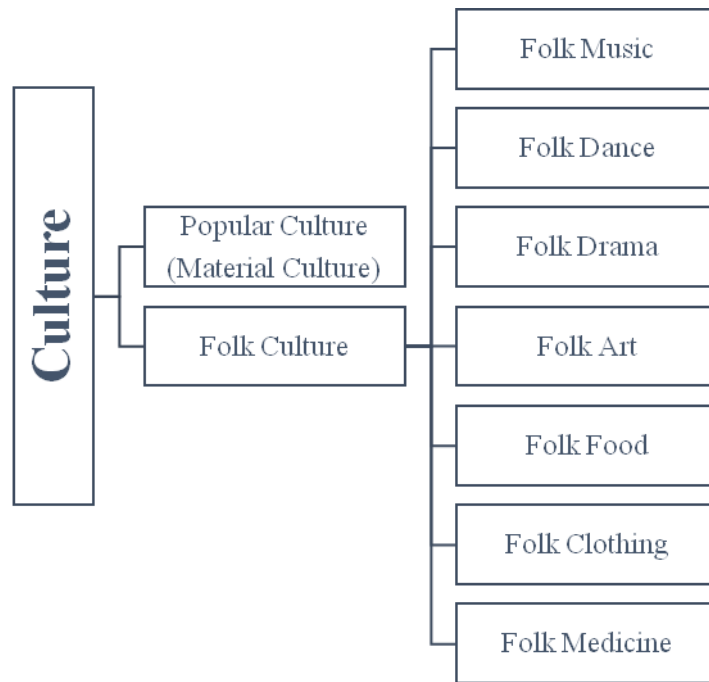 Culture
Popular Culture
(Material Culture)
Folk Culture
Folk Music
Folk Dance
Folk Drama
Folk Art
Folk Food
Folk Clothing
Folk Medicine